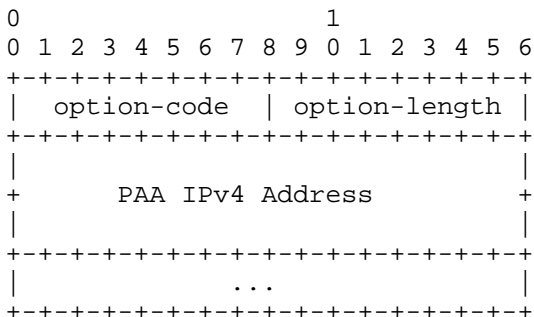 0                   1
0 1 2 3 4 5 6 7 8 9 0 1 2 3 4 5 6
+-+-+-+-+-+-+-+-+-+-+-+-+-+-+-+-+
|  option-code  | option-length |
+-+-+-+-+-+-+-+-+-+-+-+-+-+-+-+-+
|                               |
+      PAA IPv4 Address         +
|                               |
+-+-+-+-+-+-+-+-+-+-+-+-+-+-+-+-+
|             ...               |
+-+-+-+-+-+-+-+-+-+-+-+-+-+-+-+-+